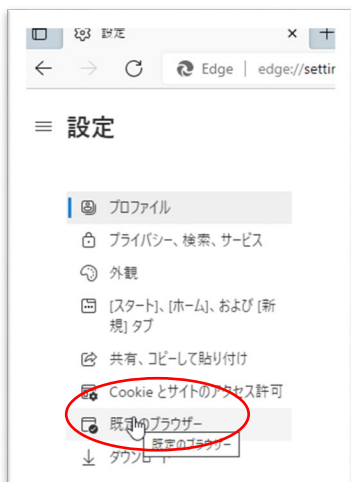 設定
Edge | edge://settin
設定
プロファイル
プライバシー、検索、サービス
外観
[スタート]、[ホーム]、および [新
規] タブ
共有、コピーして貼り付け
Cookie とサイトのアクセス許可
既定のブラウザー
既定のブラウザー
ダウンロード